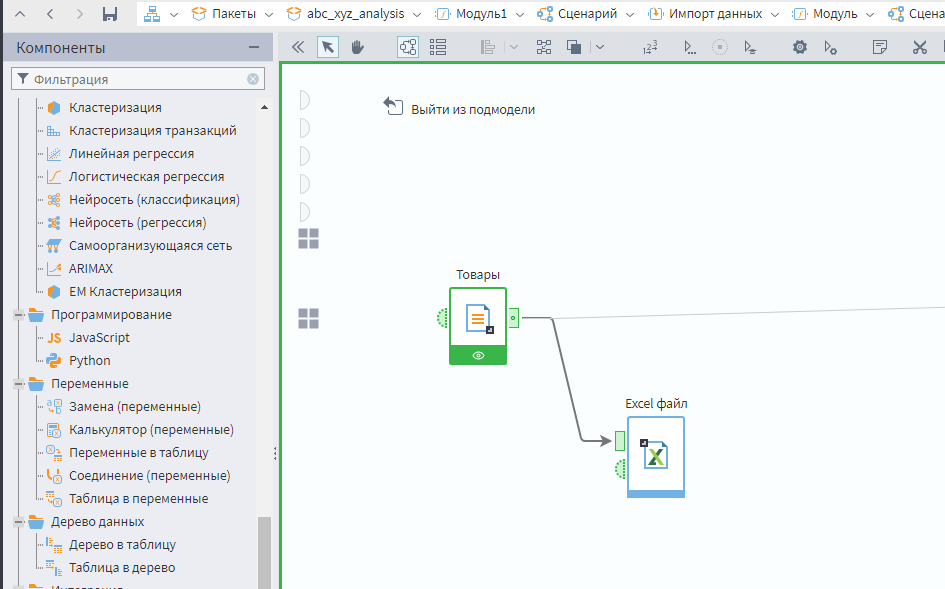 Пакеты abc_xyz_analysis Модуль1 Сценарий Импорт данных Модуль Сцена
Компоненты
Фильтрация
Кластеризация
Кластеризация транзакций
Линейная регрессия
Логистическая регрессия
Нейросеть (классификация)
Нейросеть (регрессия)
Самоорганизующаяся сеть
ARIMAX
EM Кластеризация
Программирование
JS JavaScript
Python
Переменные
Замена (переменные)
Калькулятор (переменные)
Переменные в таблицу
Соединение (переменные)
Таблица в переменные
Дерево данных
Дерево в таблицу
Таблица в дерево
Выйти из подмодели
Товары
Excel файл